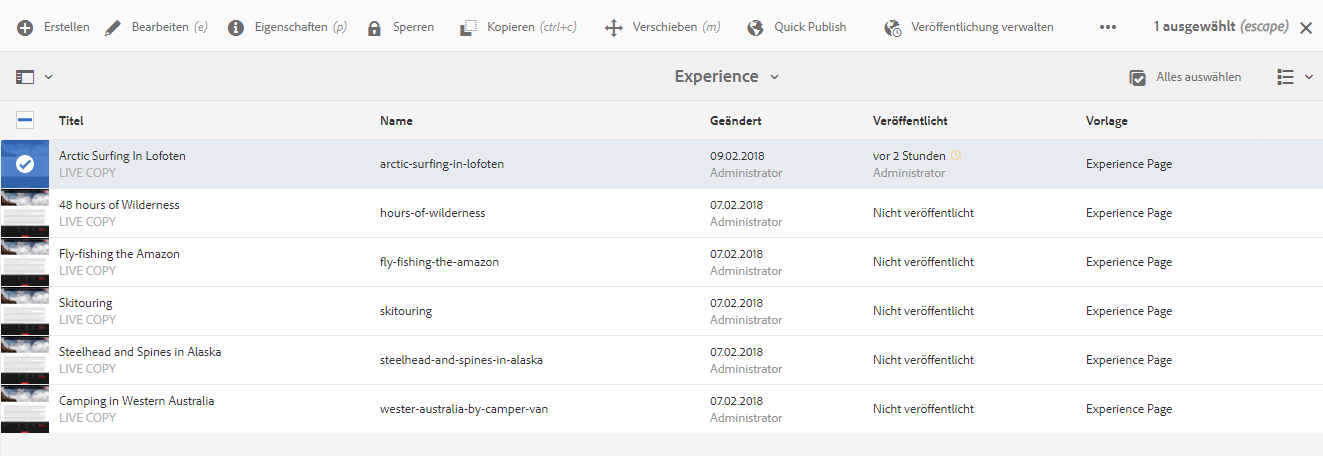 Erstellen Bearbeiten (e) Eigenschaften (p) Sperren Kopieren (ctrl+c) Verschieben (m) Quick Publish Veröffentlichung verwalten ••• 1 ausgewählt (escape)
Experience Alles auswählen
Titel Name Geändert Veröffentlicht Vorlage
Arctic Surfing In Lofoten arctic-surfing-in-lofoten 09.02.2018 vor 2 Stunden Experience Page
LIVE COPY Administrator Administrator
48 hours of Wilderness hours-of-wilderness 07.02.2018 Nicht veröffentlicht Experience Page
LIVE COPY Administrator
Fly-fishing the Amazon fly-fishing-the-amazon 07.02.2018 Nicht veröffentlicht Experience Page
LIVE COPY Administrator
Skitouring skitouring 07.02.2018 Nicht veröffentlicht Experience Page
LIVE COPY Administrator
Steelhead and Spines in Alaska steelhead-and-spines-in-alaska 07.02.2018 Nicht veröffentlicht Experience Page
LIVE COPY Administrator
Camping in Western Australia wester-australia-by-camper-van 07.02.2018 Nicht veröffentlicht Experience Page
LIVE COPY Administrator